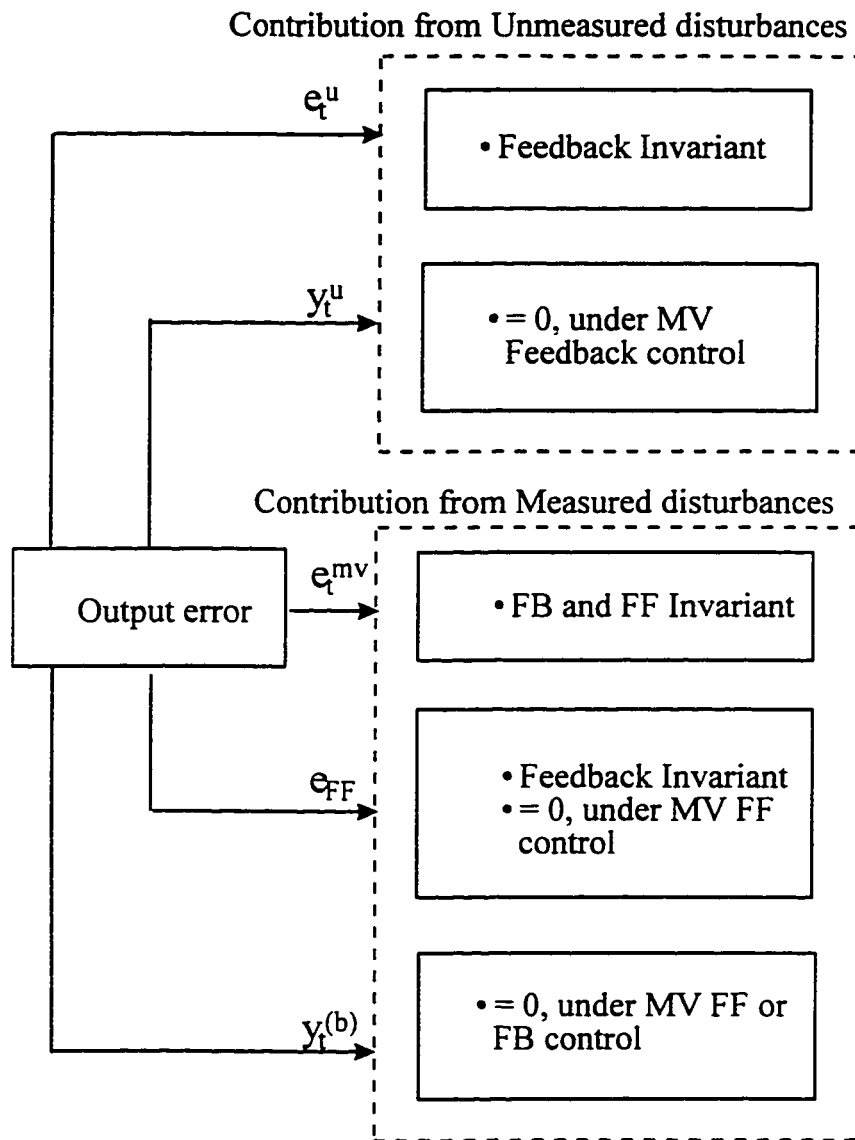 Contribution from Unmeasured disturbances
e_t^u
• Feedback Invariant
y_t^u
• = 0, under MV
Feedback control
Contribution from Measured disturbances
Output error
e_t^mv
• FB and FF Invariant
e_FF
• Feedback Invariant
• = 0, under MV FF
control
y_t^(b)
• = 0, under MV FF or
FB control